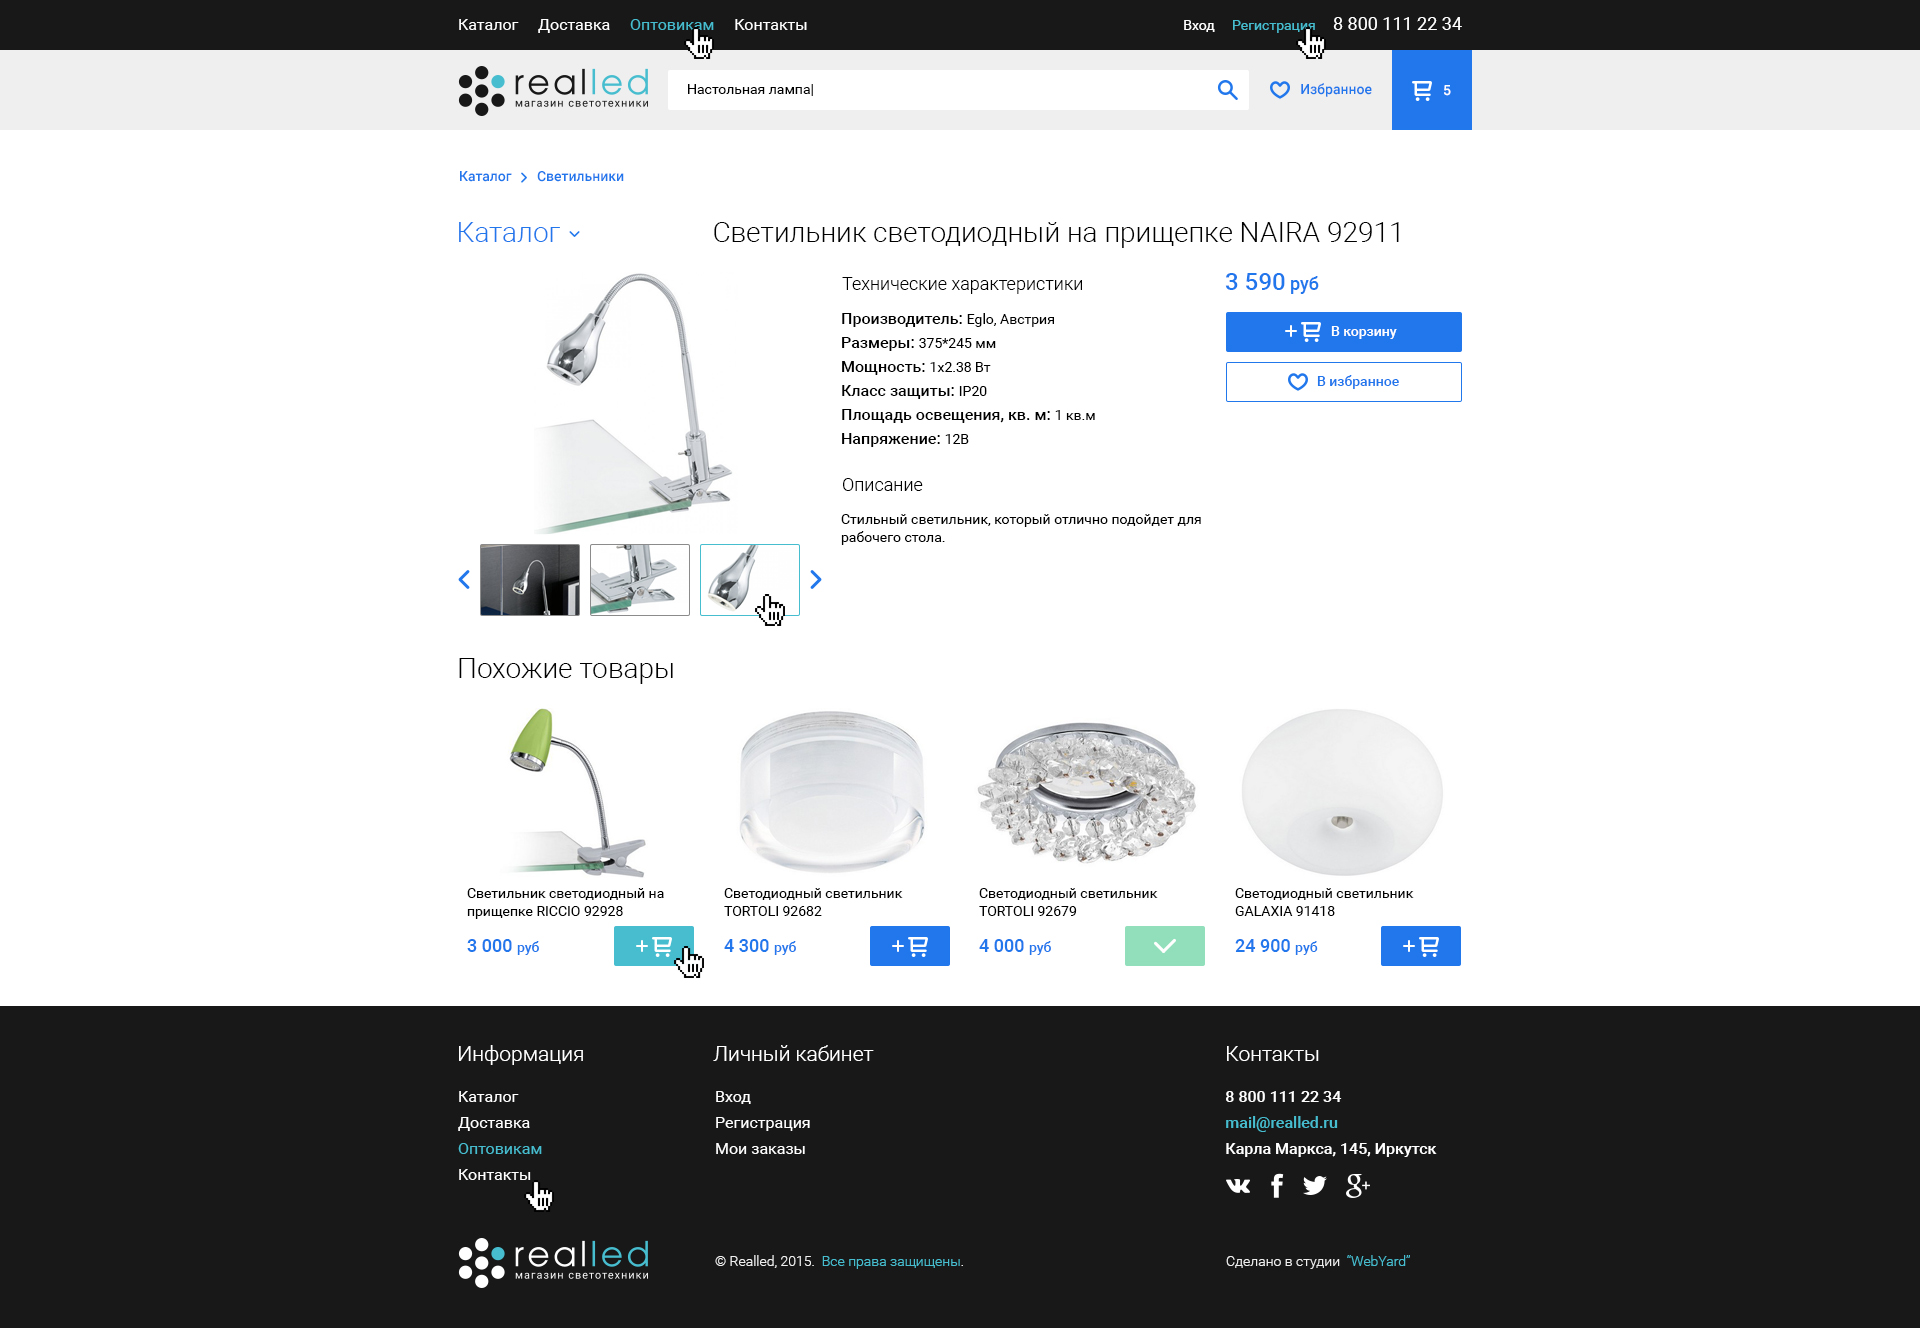 Каталог Доставка Оптовикам Контакты Вход Регистрация 8 800 111 22 34
realled
магазин светотехники
Настольная лампа
Избранное 5
Каталог Светильники
Каталог
Светильник светодиодный на прищепке NAIRA 92911
Технические характеристики
Производитель: Eglo, Австрия
Размеры: 375*245 мм
Мощность: 1x2.38 Вт
Класс защиты: IP20
Площадь освещения, кв. м: 1 кв.м
Напряжение: 12В
Описание
Стильный светильник, который отлично подойдет для
рабочего стола.
3 590 руб
+ В корзину
В избранное
Похожие товары
Светильник светодиодный на
прищепке RICCIO 92928
3 000 руб +
Светодиодный светильник
TORTOLI 92682
4 300 руб +
Светодиодный светильник
TORTOLI 92679
4 000 руб
Светодиодный светильник
GALAXIA 91418
24 900 руб +
Информация
Каталог
Доставка
Оптовикам
Контакты
Личный кабинет
Вход
Регистрация
Мои заказы
Контакты
8 800 111 22 34
mail@realled.ru
Карла Маркса, 145, Иркутск
realled
магазин светотехники
© Realled, 2015. Все права защищены.
Сделано в студии “WebYard”